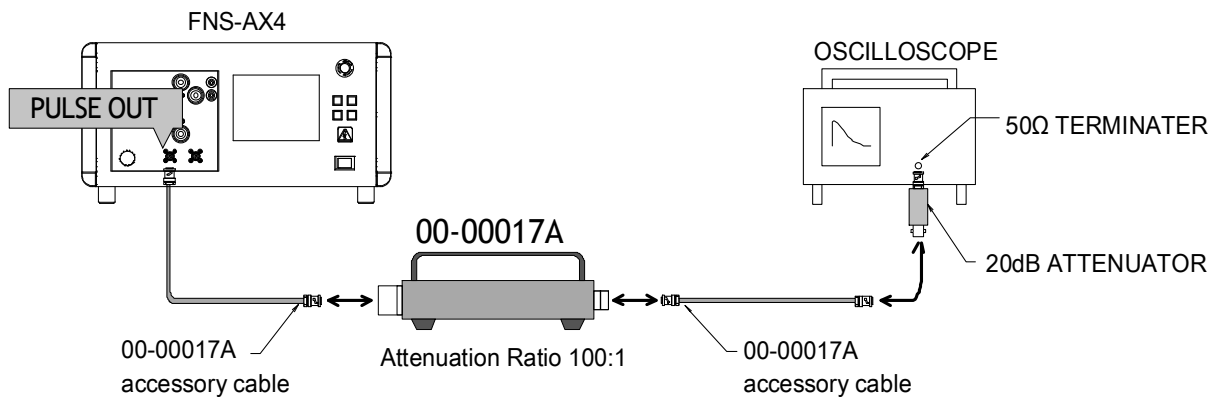 FNS-AX4
OSCILLOSCOPE
PULSE OUT
50Ω TERMINATER
00-00017A
20dB ATTENUATOR
00-00017A
accessory cable
Attenuation Ratio 100:1
00-00017A
accessory cable